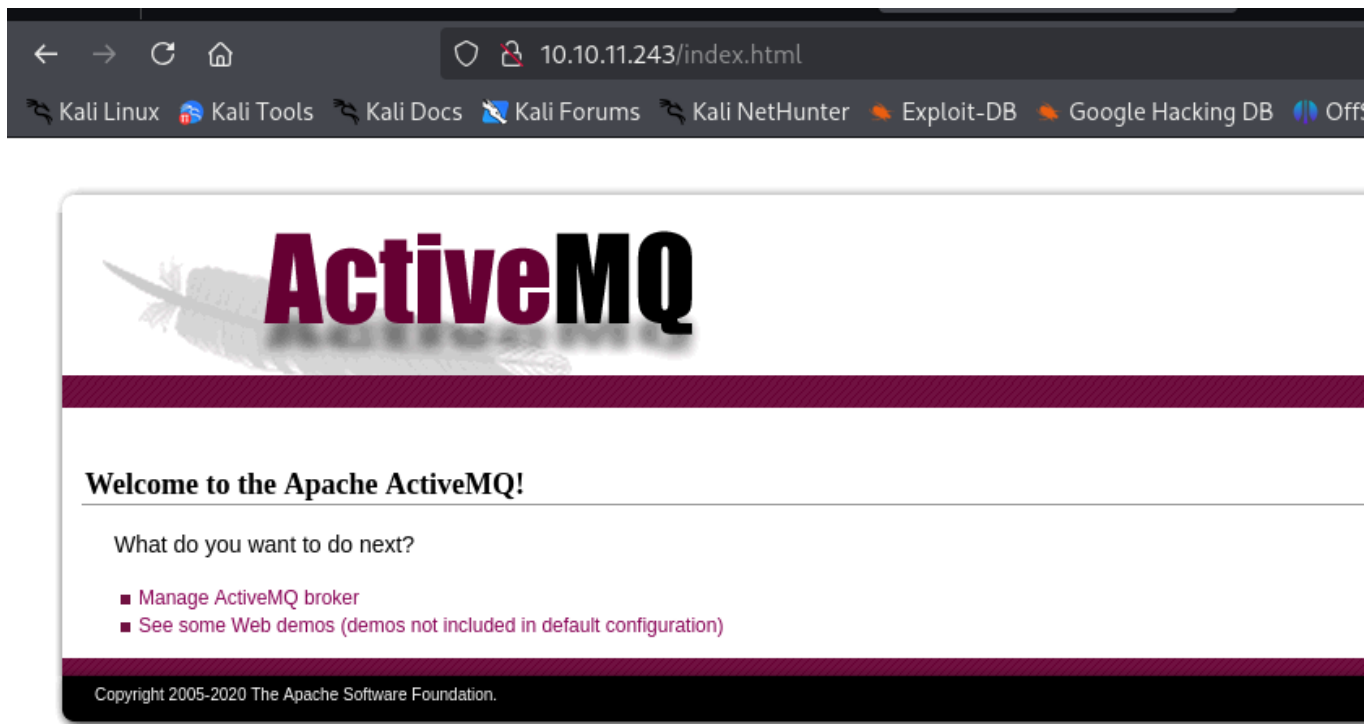 10.10.11.243/index.html
Kali Linux Kali Tools Kali Docs Kali Forums Kali NetHunter Exploit-DB Google Hacking DB OffS
ActiveMQ
Welcome to the Apache ActiveMQ!
What do you want to do next?
Manage ActiveMQ broker
See some Web demos (demos not included in default configuration)
Copyright 2005-2020 The Apache Software Foundation.